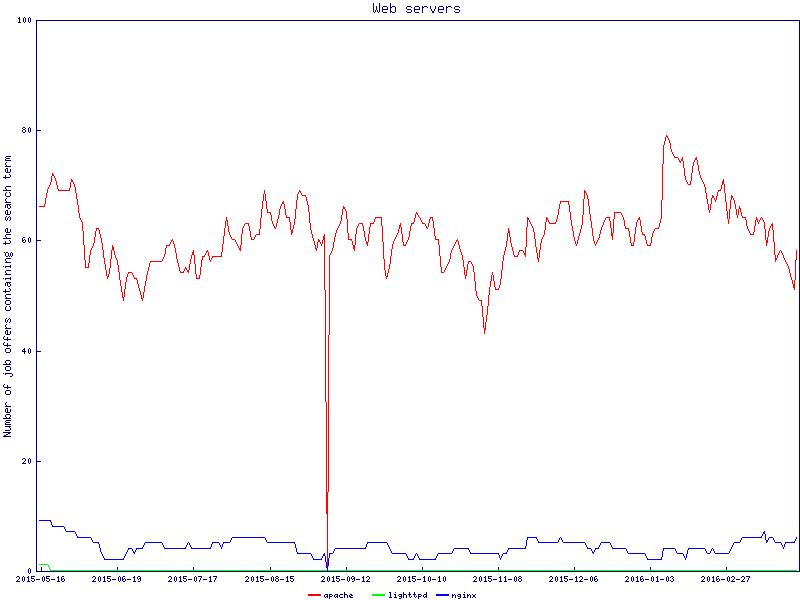 Web servers
100
80
60
40
20
0
Number of job offers containing the search term
2015-05-16 2015-06-19 2015-07-17 2015-08-15 2015-09-12 2015-10-10 2015-11-08 2015-12-06 2016-01-03 2016-02-27
apache lighttpd nginx